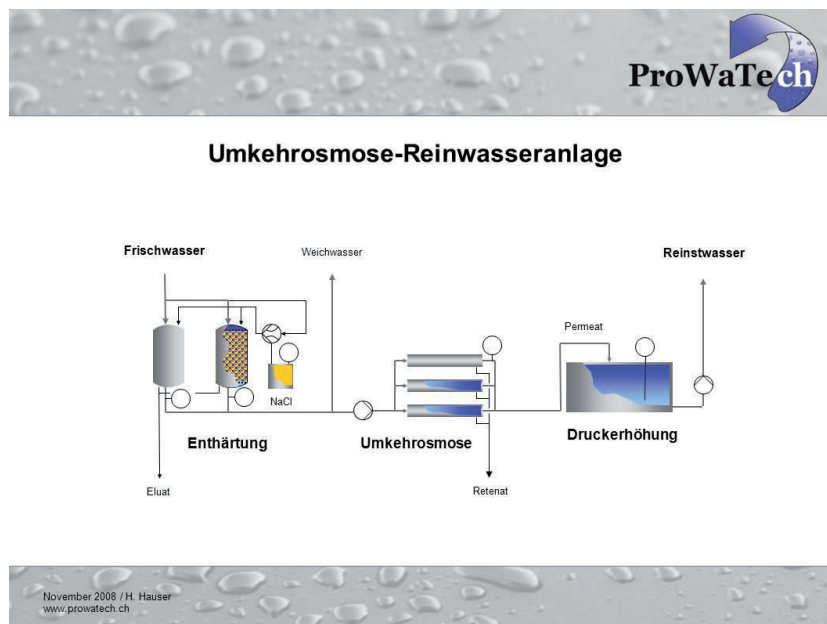 ProWaTech
Umkehrosmose-Reinwasseranlage
Frischwasser
Weichwasser
Reinstwasser
Permeat
NaCl
Enthärtung
Umkehrosmose
Druckerhöhung
Eluat
Retenat
November 2008 / H. Hauser
www.prowatech.ch